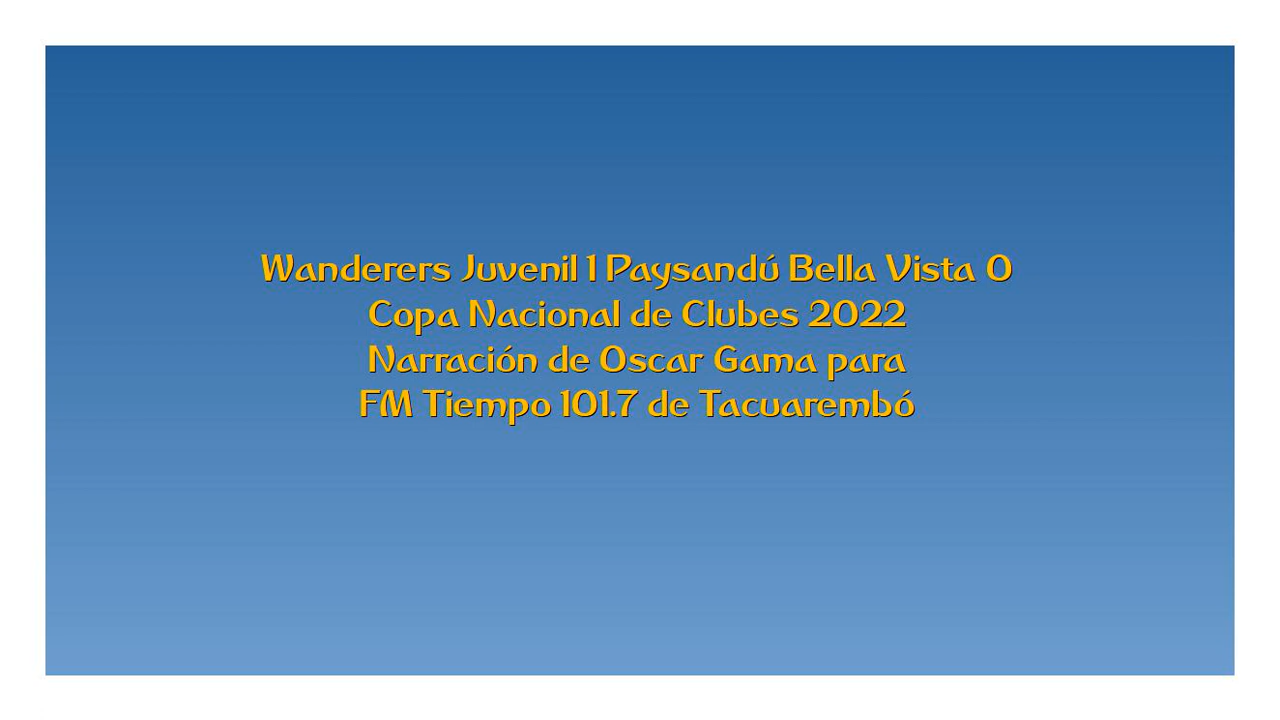 Wanderers Juvenil 1 Paysandú Bella Vista 0
Copa Nacional de Clubes 2022
Narración de Oscar Gama para
FM Tiempo 101.7 de Tacuarembó